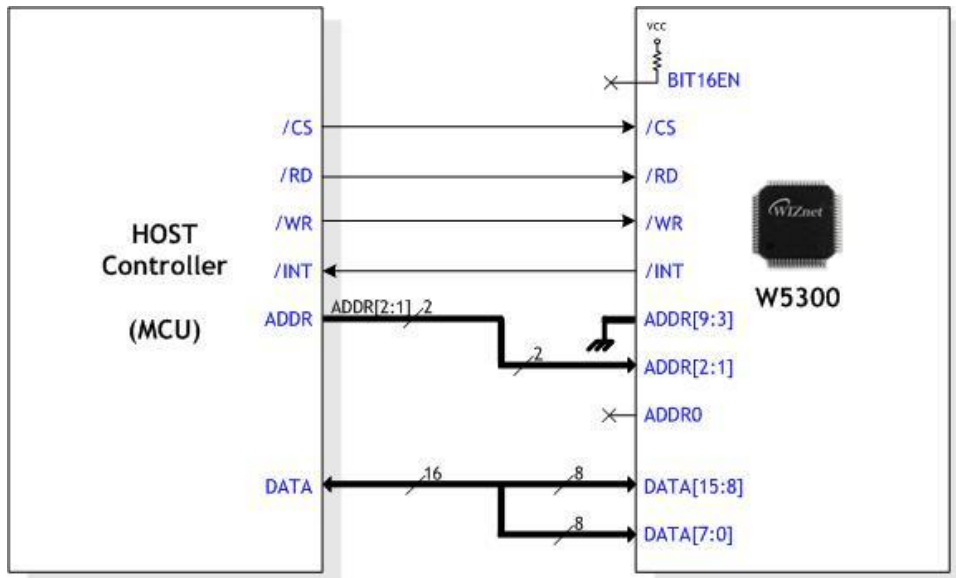 HOST
Controller
(MCU)
/CS
/RD
/WR
/INT
ADDR
DATA
ADDR[2:1]
2
2
16
8
8
vcc
BIT16EN
/CS
/RD
/WR
/INT
ADDR[9:3]
ADDR[2:1]
ADDR0
DATA[15:8]
DATA[7:0]
WIZnet
W5300